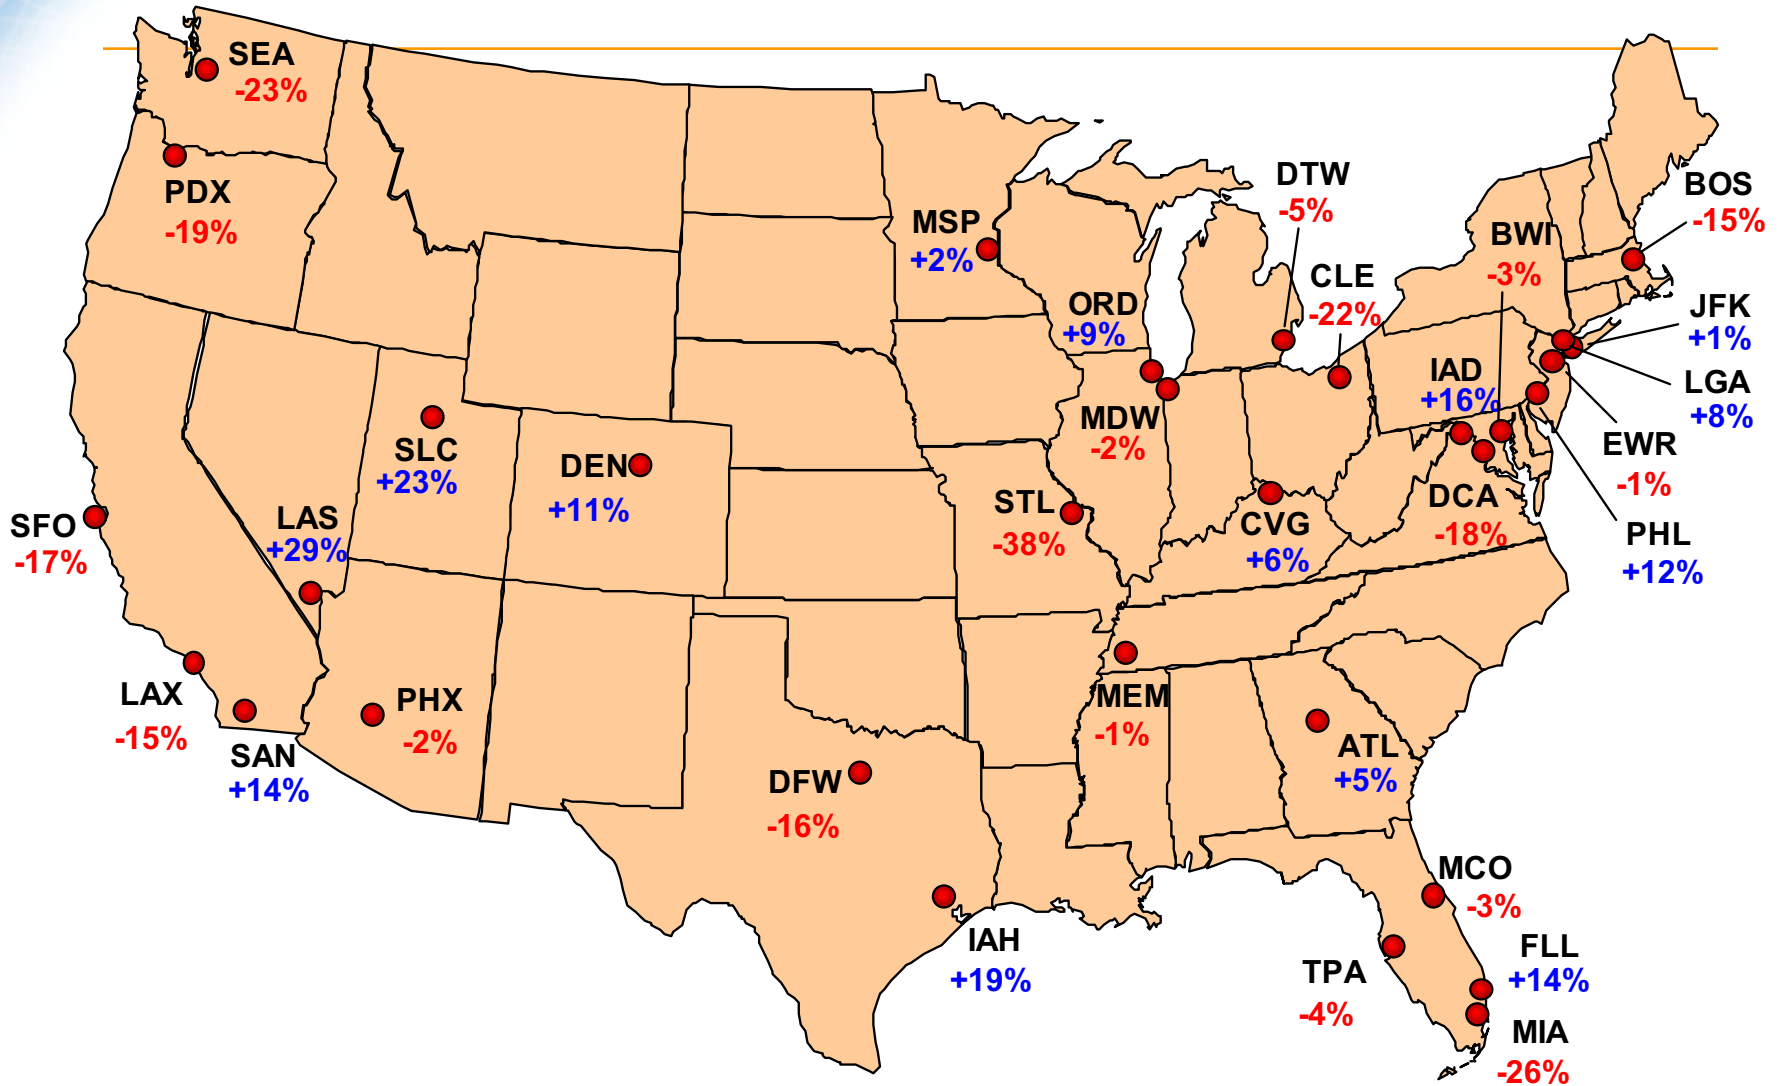 SEA
-23%
PDX
-19%
SFO
-17%
LAS
+29%
SLC
+23%
DEN
+11%
LAX
-15%
SAN
+14%
PHX
-2%
MSP
+2%
ORD
+9%
MDW
-2%
STL
-38%
DFW
-16%
IAH
+19%
MEM
-1%
DTW
-5%
CLE
-22%
CVG
+6%
BWI
-3%
IAD
+16%
DCA
-18%
BOS
-15%
JFK
+1%
LGA
+8%
EWR
-1%
PHL
+12%
ATL
+5%
MCO
-3%
TPA
-4%
FLL
+14%
MIA
-26%